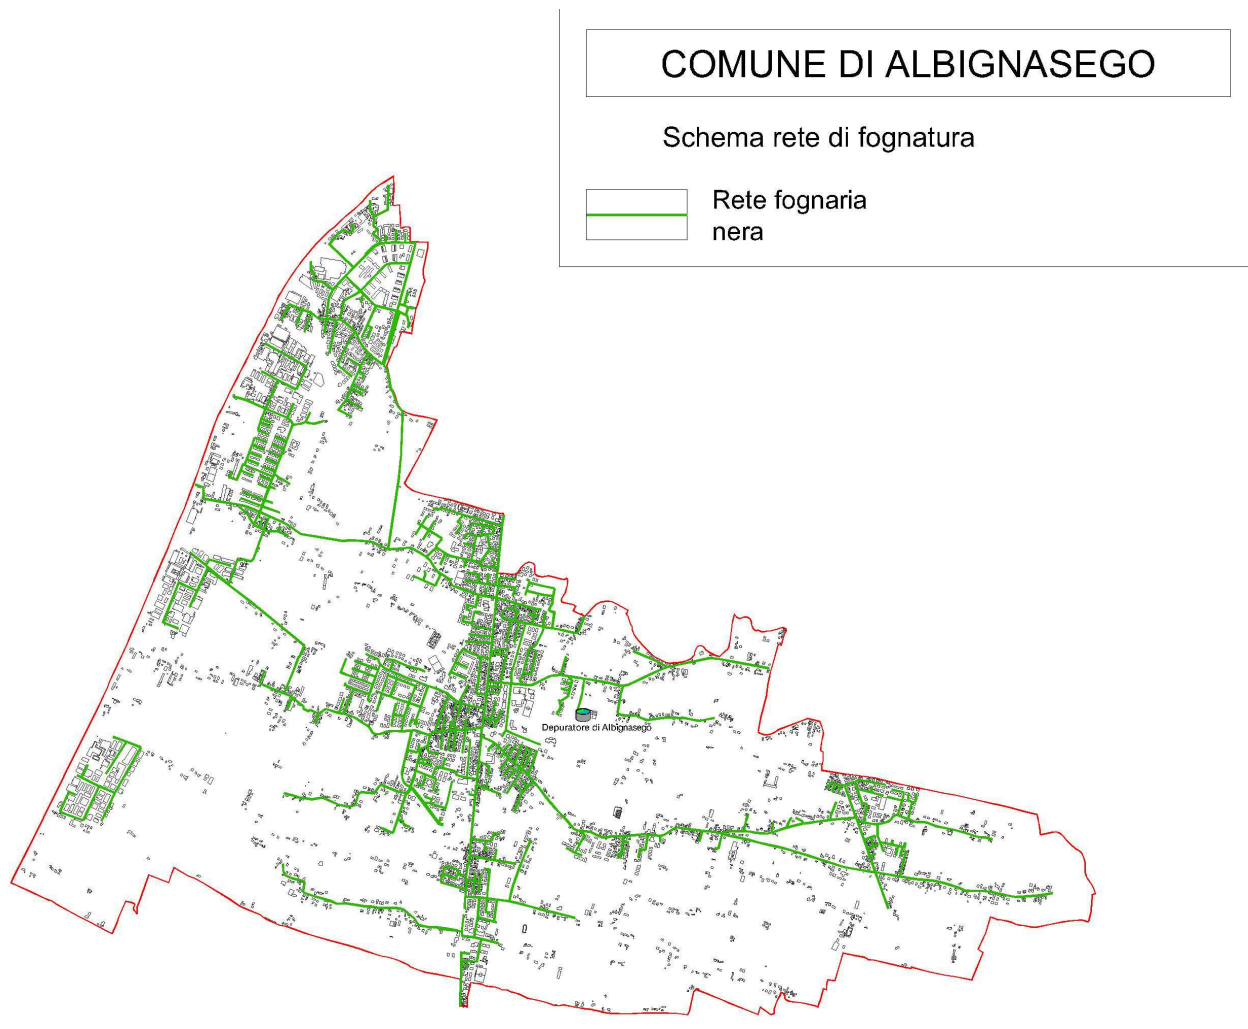 COMUNE DI ALBIGNASEGO
Schema rete di fognatura
Rete fognaria
nera
Depuratore di Albignasego